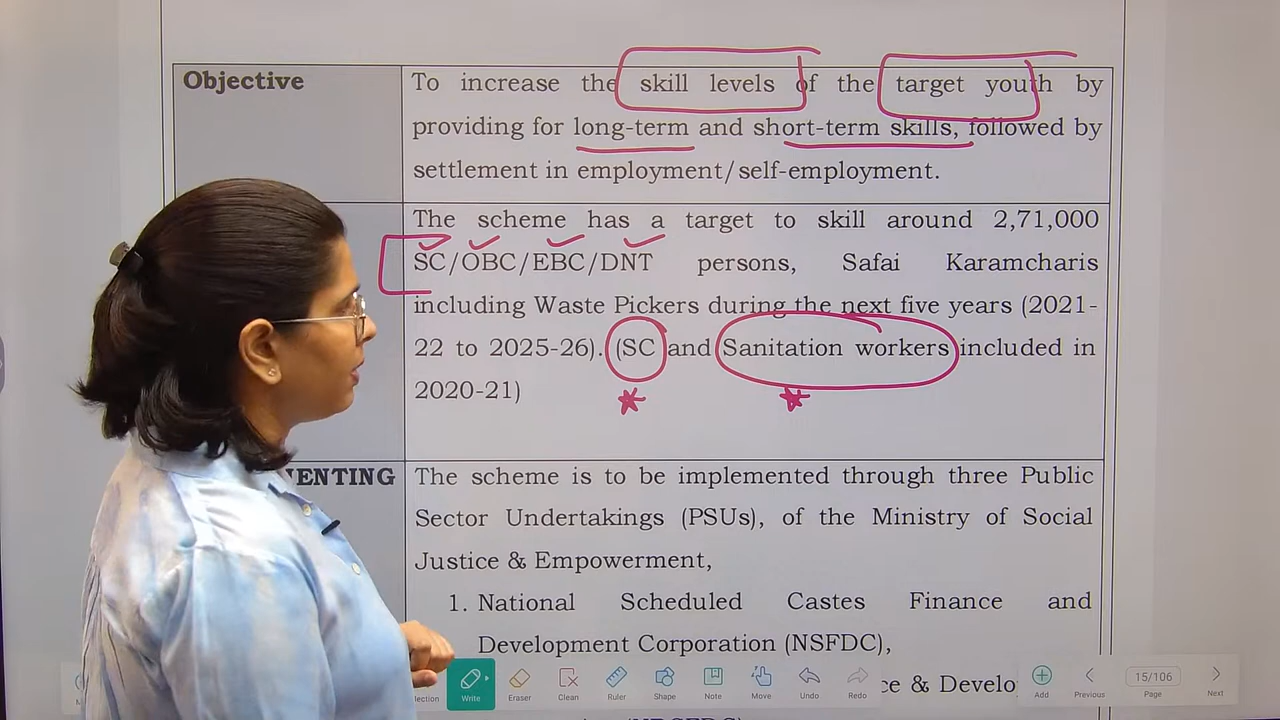 Objective
To increase the skill levels of the target youth by
providing for long-term and short-term skills, followed by
settlement in employment/self-employment.
The scheme has a target to skill around 2,71,000
SC/OBC/EBC/DNT persons, Safai Karamcharis
including Waste Pickers during the next five years (2021-
22 to 2025-26). (SC and Sanitation workers included in
2020-21)
ENTING
The scheme is to be implemented through three Public
Sector Undertakings (PSUs), of the Ministry of Social
Justice & Empowerment,
1. National Scheduled Castes Finance and
Development Corporation (NSFDC),
ce & Develo
Write
Eraser
Clean
Ruler
Shape
Note
Move
Undo
Redo
Add
Previous
15/106
Page
Next